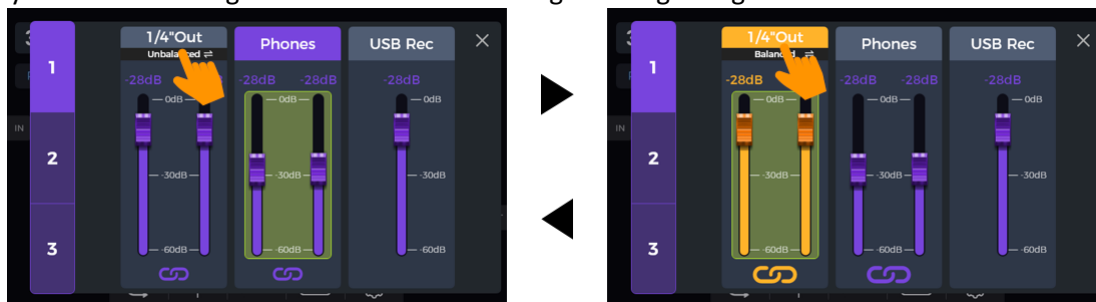 1/4"Out
Unbalanced ⇌
Phones
USB Rec
×
1
2
3
-28dB
-28dB
-28dB
-28dB
0dB
-30dB
-60dB
0dB
-30dB
-60dB
0dB
-30dB
-60dB
IN
1/4"Out
Balanced ⇌
Phones
USB Rec
×
1
2
3
-28dB
-28dB
-28dB
-28dB
0dB
-30dB
-60dB
0dB
-30dB
-60dB
0dB
-30dB
-60dB
IN